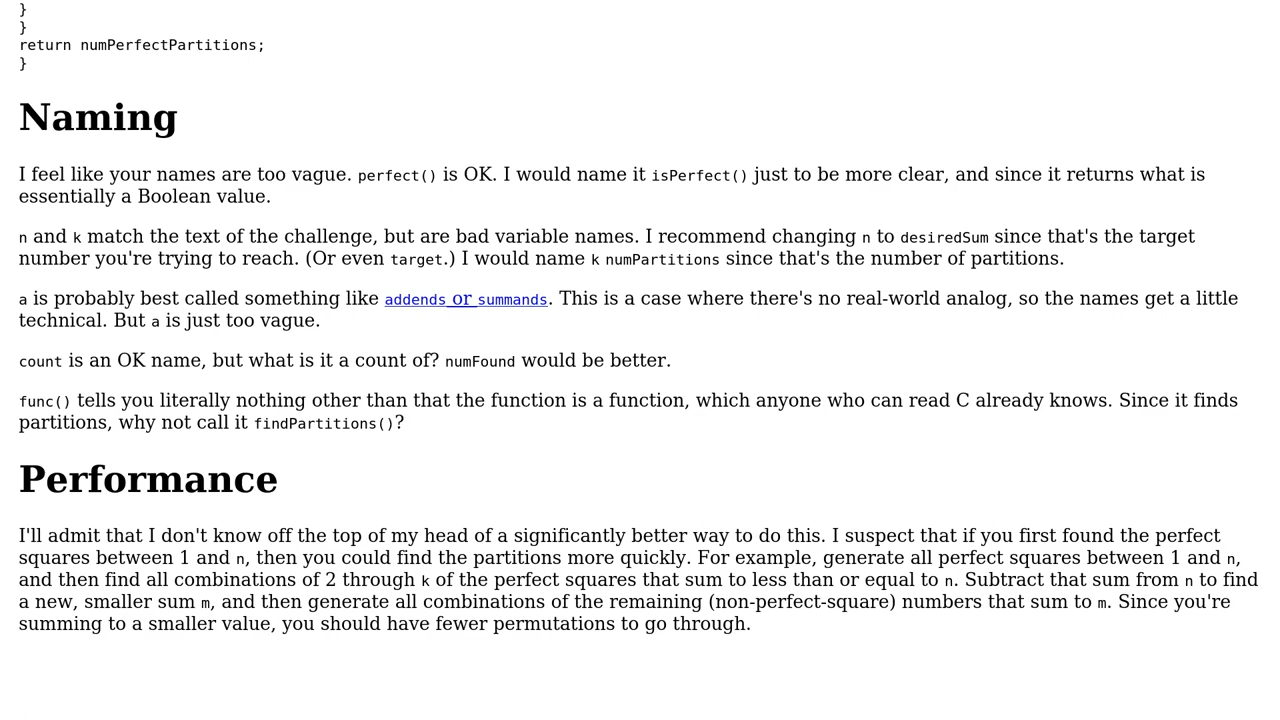 }
}
return numPerfectPartitions;
}
Naming
I feel like your names are too vague. perfect() is OK. I would name it isPerfect() just to be more clear, and since it returns what is
essentially a Boolean value.
n and k match the text of the challenge, but are bad variable names. I recommend changing n to desiredSum since that's the target
number you're trying to reach. (Or even target.) I would name k numPartitions since that's the number of partitions.
a is probably best called something like addends or summands. This is a case where there's no real-world analog, so the names get a little
technical. But a is just too vague.
count is an OK name, but what is it a count of? numFound would be better.
func() tells you literally nothing other than that the function is a function, which anyone who can read C already knows. Since it finds
partitions, why not call it findPartitions()?
Performance
I'll admit that I don't know off the top of my head of a significantly better way to do this. I suspect that if you first found the perfect
squares between 1 and n, then you could find the partitions more quickly. For example, generate all perfect squares between 1 and n,
and then find all combinations of 2 through k of the perfect squares that sum to less than or equal to n. Subtract that sum from n to find
a new, smaller sum m, and then generate all combinations of the remaining (non-perfect-square) numbers that sum to m. Since you're
summing to a smaller value, you should have fewer permutations to go through.